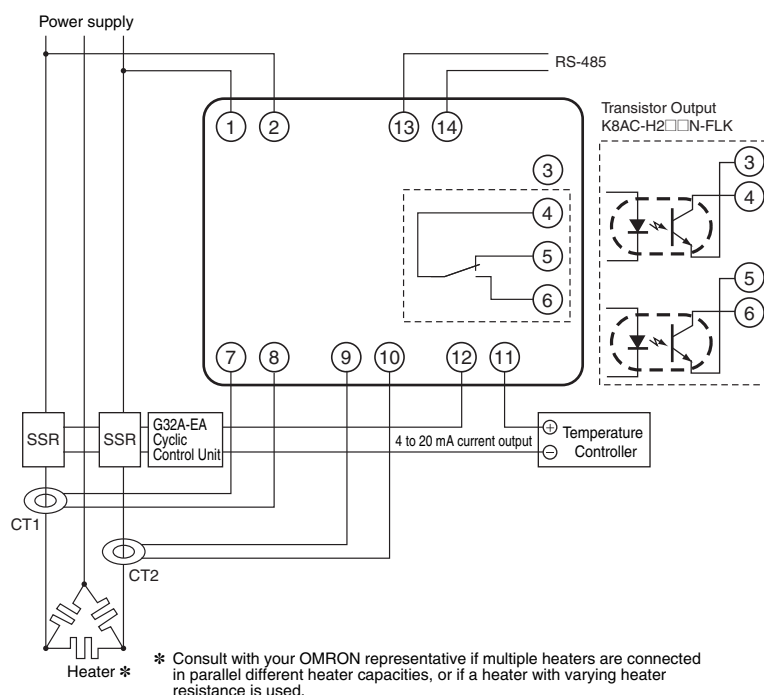 Power supply
RS-485
1 2 13 14
Transistor Output
K8AC-H2□□N-FLK
3
4
5
6
3
4
5
6
7 8 9 10 12 11
SSR
SSR
G32A-EA
Cyclic
Control Unit
4 to 20 mA current output
+
−
Temperature
Controller
CT1
CT2
Heater *
* Consult with your OMRON representative if multiple heaters are connected
in parallel different heater capacities, or if a heater with varying heater
resistance is used.